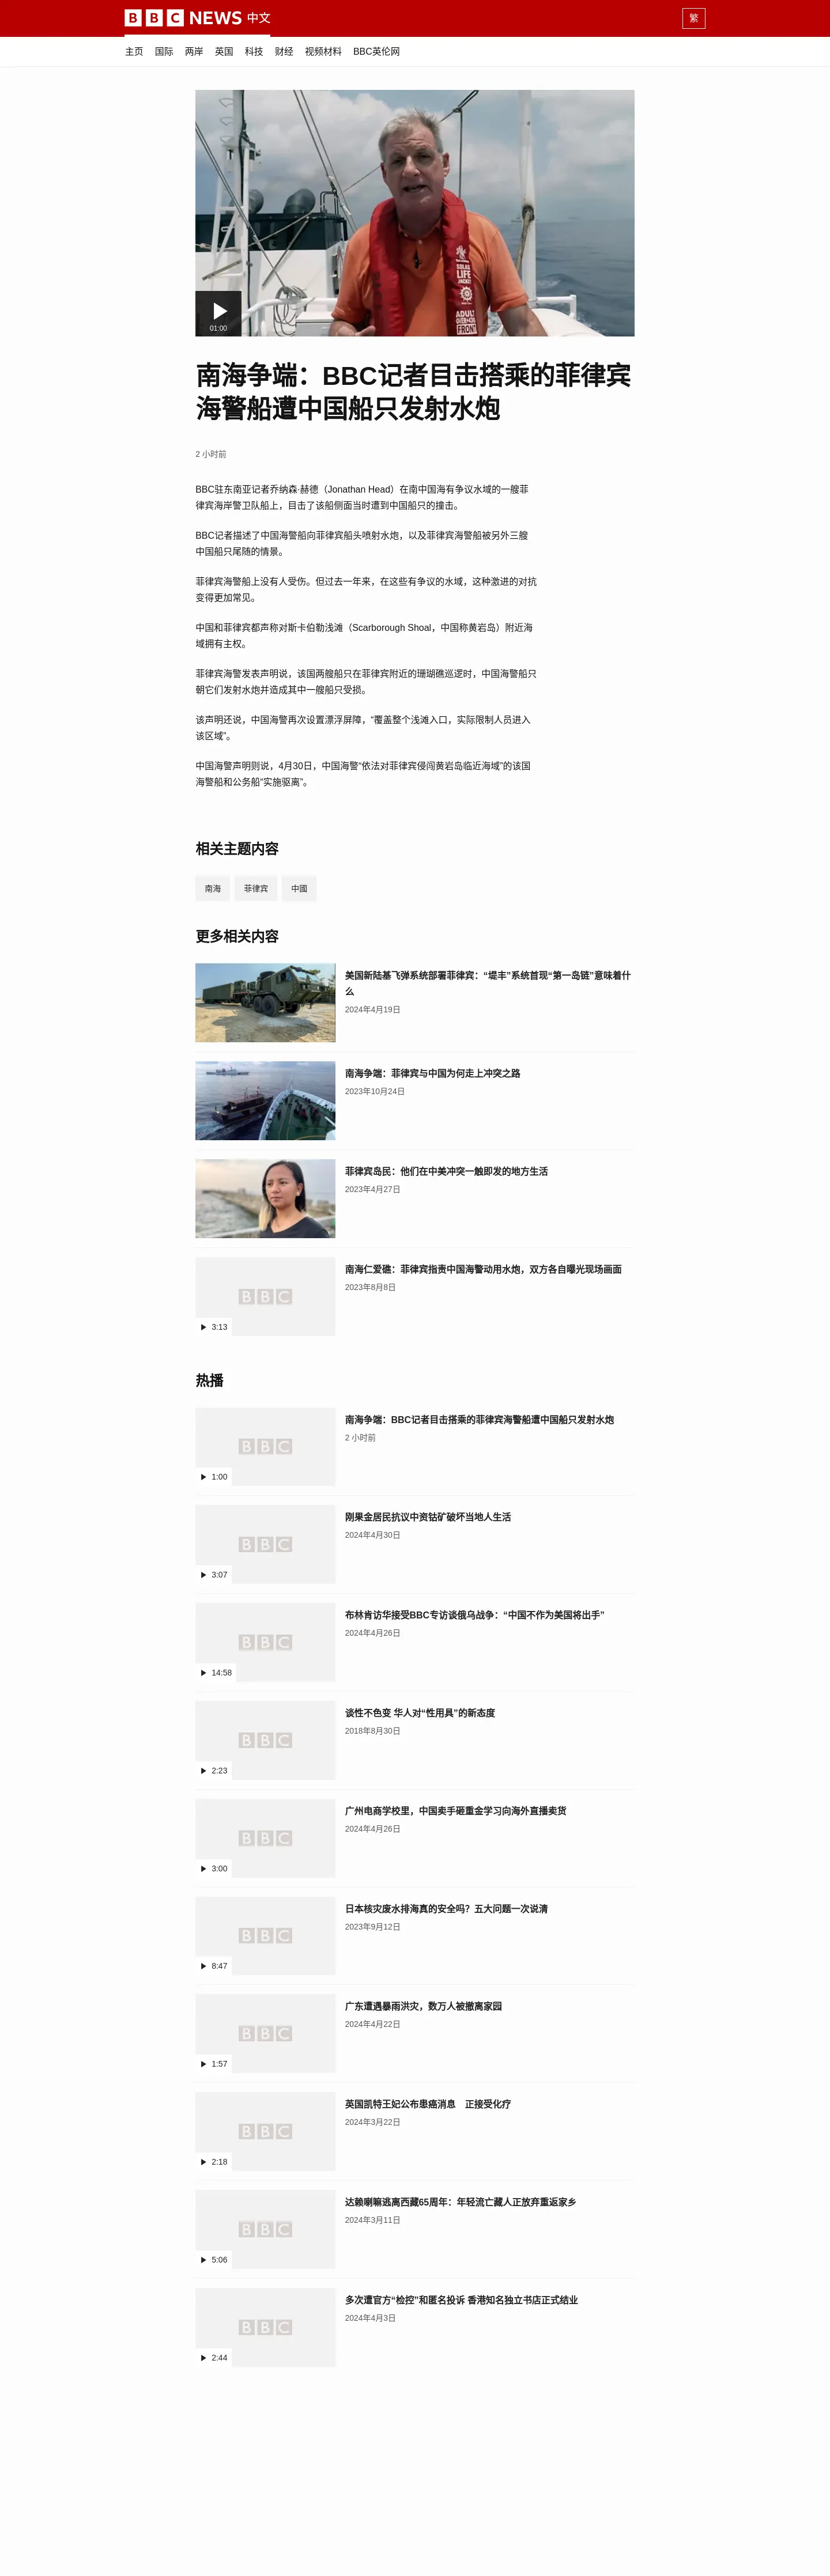 BBC NEWS 中文
繁
主页 国际 两岸 英国 科技 财经 视频材料 BBC英伦网
SOLAS
LIFE
JACKET
ADULT
FRONT
01:00
南海争端：BBC记者目击搭乘的菲律宾
海警船遭中国船只发射水炮
2 小时前
BBC驻东南亚记者乔纳森·赫德（Jonathan Head）在南中国海有争议水域的一艘菲
律宾海岸警卫队船上，目击了该船侧面当时遭到中国船只的撞击。
BBC记者描述了中国海警船向菲律宾船头喷射水炮，以及菲律宾海警船被另外三艘
中国船只尾随的情景。
菲律宾海警船上没有人受伤。但过去一年来，在这些有争议的水域，这种激进的对抗
变得更加常见。
中国和菲律宾都声称对斯卡伯勒浅滩（Scarborough Shoal，中国称黄岩岛）附近海
域拥有主权。
菲律宾海警发表声明说，该国两艘船只在菲律宾附近的珊瑚礁巡逻时，中国海警船只
朝它们发射水炮并造成其中一艘船只受损。
该声明还说，中国海警再次设置漂浮屏障，“覆盖整个浅滩入口，实际限制人员进入
该区域”。
中国海警声明则说，4月30日，中国海警“依法对菲律宾侵闯黄岩岛临近海域”的该国
海警船和公务船“实施驱离”。
相关主题内容
南海 菲律宾 中國
更多相关内容
美国新陆基飞弹系统部署菲律宾：“堤丰”系统首现“第一岛链”意味着什
么
2024年4月19日
南海争端：菲律宾与中国为何走上冲突之路
2023年10月24日
菲律宾岛民：他们在中美冲突一触即发的地方生活
2023年4月27日
南海仁爱礁：菲律宾指责中国海警动用水炮，双方各自曝光现场画面
2023年8月8日
BBC
3:13
热播
南海争端：BBC记者目击搭乘的菲律宾海警船遭中国船只发射水炮
2 小时前
BBC
1:00
刚果金居民抗议中资钴矿破坏当地人生活
2024年4月30日
BBC
3:07
布林肯访华接受BBC专访谈俄乌战争：“中国不作为美国将出手”
2024年4月26日
BBC
14:58
谈性不色变 华人对“性用具”的新态度
2018年8月30日
BBC
2:23
广州电商学校里，中国卖手砸重金学习向海外直播卖货
2024年4月26日
BBC
3:00
日本核灾废水排海真的安全吗？五大问题一次说清
2023年9月12日
BBC
8:47
广东遭遇暴雨洪灾，数万人被撤离家园
2024年4月22日
BBC
1:57
英国凯特王妃公布患癌消息　正接受化疗
2024年3月22日
BBC
2:18
达赖喇嘛逃离西藏65周年：年轻流亡藏人正放弃重返家乡
2024年3月11日
BBC
5:06
多次遭官方“检控”和匿名投诉 香港知名独立书店正式结业
2024年4月3日
BBC
2:44